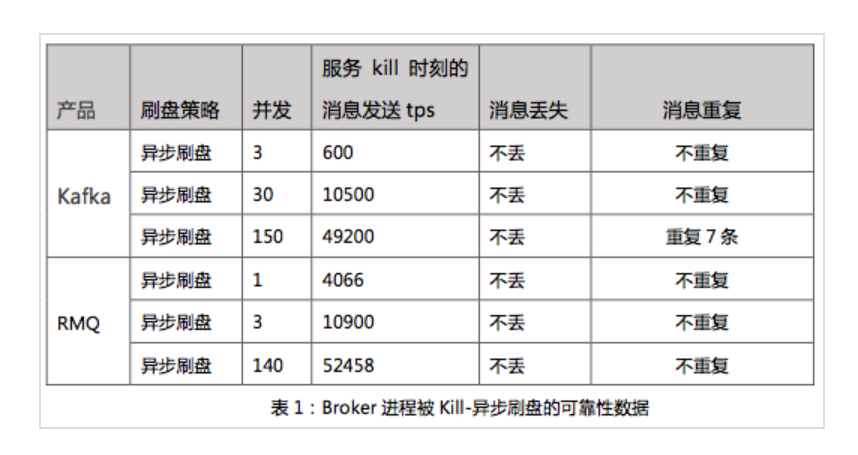 产品 刷盘策略 并发 服务 kill 时刻的消息发送 tps 消息丢失 消息重复
Kafka 异步刷盘 3 600 不丢 不重复
异步刷盘 30 10500 不丢 不重复
异步刷盘 150 49200 不丢 重复 7 条
RMQ 异步刷盘 1 4066 不丢 不重复
异步刷盘 3 10900 不丢 不重复
异步刷盘 140 52458 不丢 不重复
表 1：Broker 进程被 Kill-异步刷盘的可靠性数据